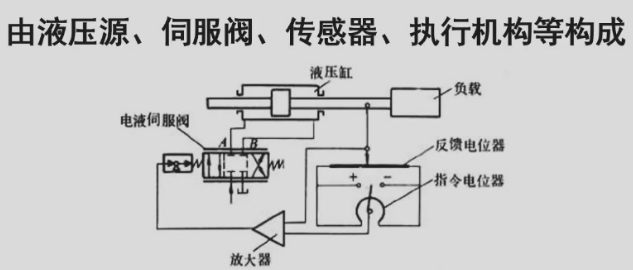 由液压源、伺服阀、传感器、执行机构等构成
液压缸
负载
电液伺服阀
A
B
反馈电位器
+
−
指令电位器
放大器